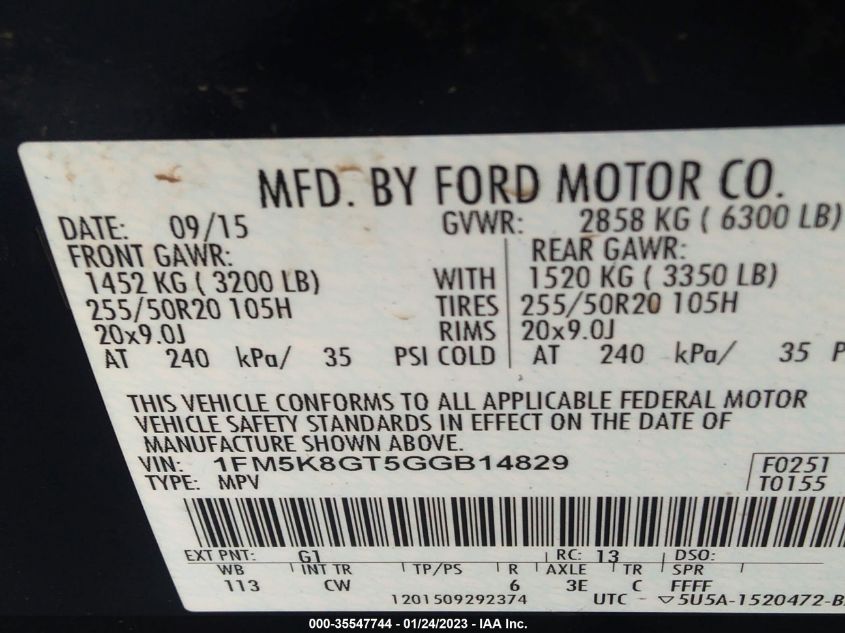 MFD. BY FORD MOTOR CO.
DATE: 09/15 GVWR: 2858 KG ( 6300 LB)
FRONT GAWR: REAR GAWR:
1452 KG ( 3200 LB) WITH 1520 KG ( 3350 LB)
255/50R20 105H TIRES 255/50R20 105H
20x9.0J RIMS 20x9.0J
AT 240 kPa/ 35 PSI COLD AT 240 kPa/ 35 P
THIS VEHICLE CONFORMS TO ALL APPLICABLE FEDERAL MOTOR
VEHICLE SAFETY STANDARDS IN EFFECT ON THE DATE OF
MANUFACTURE SHOWN ABOVE.
VIN: 1FM5K8GT5GGB14829 F0251
TYPE: MPV T0155
EXT PNT: G1 RC: 13 DSO:
WB INT TR TP/PS R AXLE TR SPR
113 CW 6 3E C FFFF
1201509292374 UTC - ▽5U5A-1520472-B
000-35547744 - 01/24/2023 - IAA Inc.